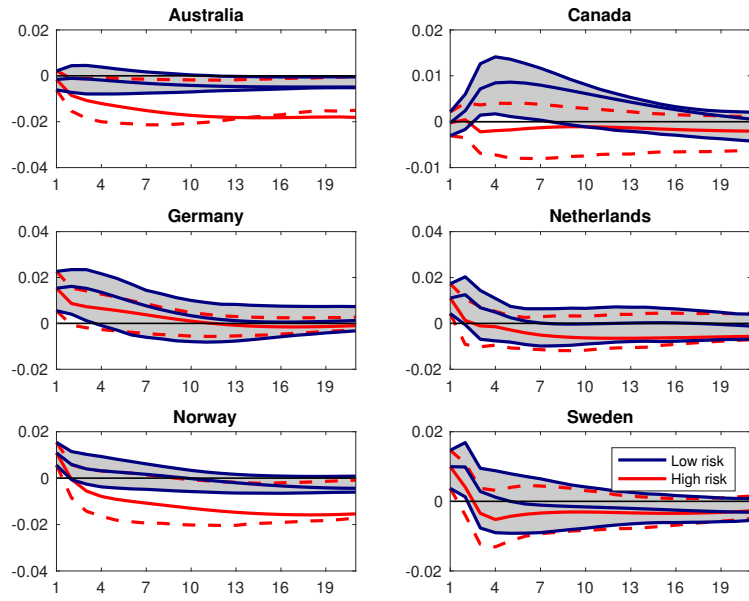 Australia
0.02
0
-0.02
-0.04
1 4 7 10 13 16 19
Canada
0.02
0.01
0
-0.01
1 4 7 10 13 16 19
Germany
0.04
0.02
0
-0.02
1 4 7 10 13 16 19
Netherlands
0.04
0.02
0
-0.02
1 4 7 10 13 16 19
Norway
0.02
0
-0.02
-0.04
1 4 7 10 13 16 19
Sweden
0.02
0
-0.02
1 4 7 10 13 16 19
Low risk
High risk